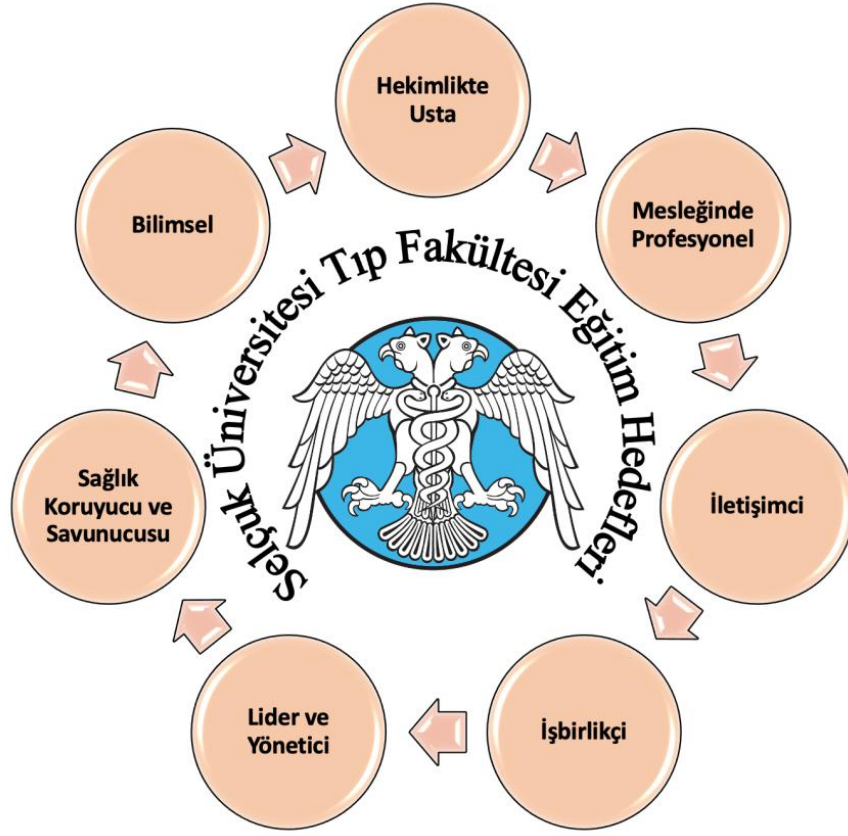 Hekimlikte
Usta
Mesleğinde
Profesyonel
İletişimci
İşbirlikçi
Lider ve
Yönetici
Sağlık
Koruyucu ve
Savunucusu
Bilimsel
Selçuk Üniversitesi Tıp Fakültesi Eğitim Hedefleri